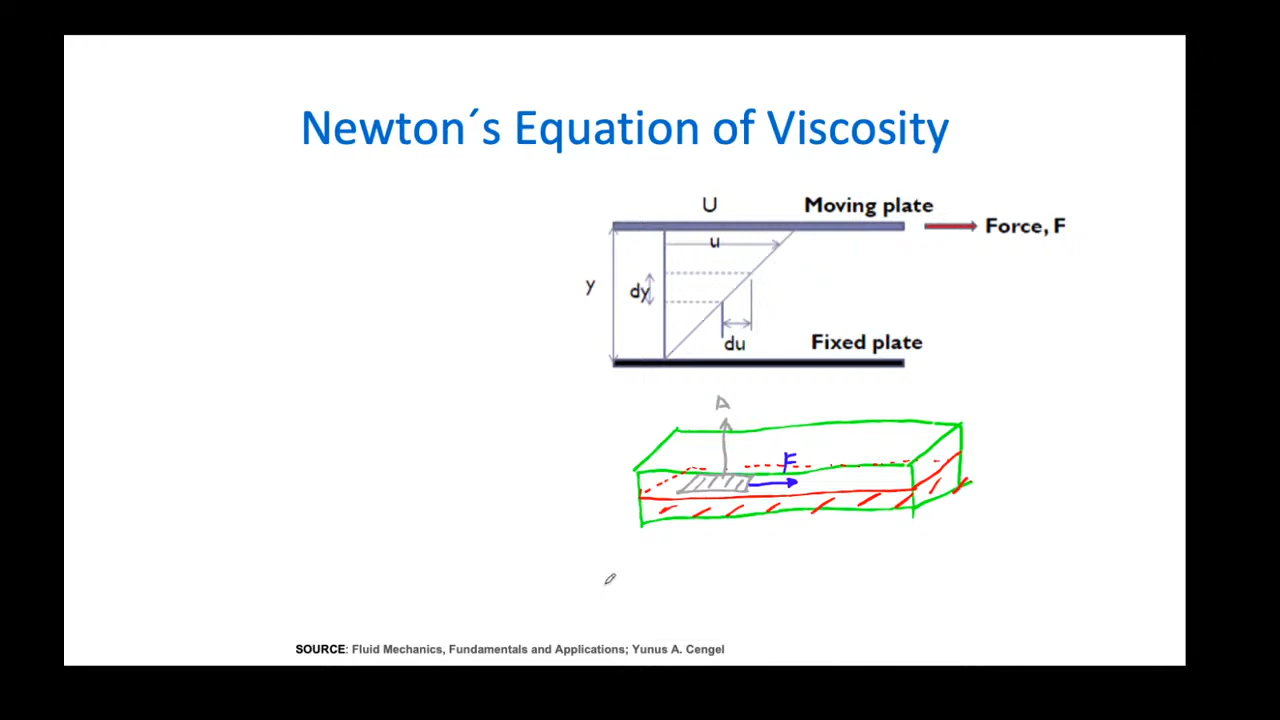 Newton´s Equation of Viscosity
U
Moving plate
Force, F
u
y
dy
du
Fixed plate
A
F
SOURCE: Fluid Mechanics, Fundamentals and Applications; Yunus A. Cengel